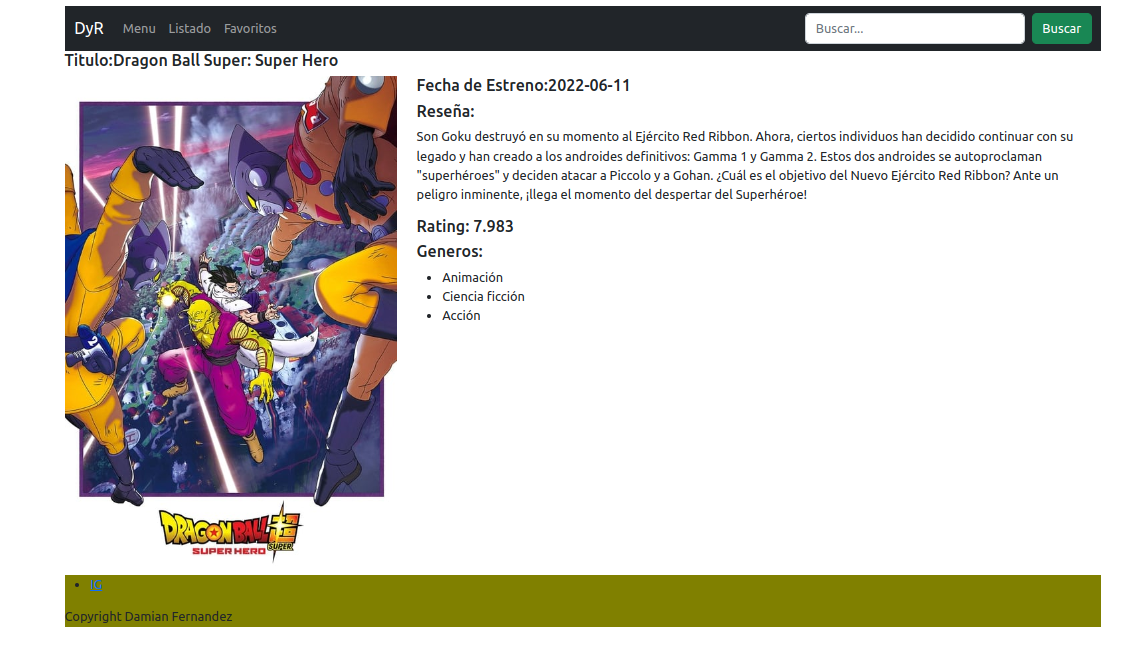 DyR Menu Listado Favoritos Buscar... Buscar
Titulo:Dragon Ball Super: Super Hero
Fecha de Estreno:2022-06-11
Reseña:
Son Goku destruyó en su momento al Ejército Red Ribbon. Ahora, ciertos individuos han decidido continuar con su
legado y han creado a los androides definitivos: Gamma 1 y Gamma 2. Estos dos androides se autoproclaman
"superhéroes" y deciden atacar a Piccolo y a Gohan. ¿Cuál es el objetivo del Nuevo Ejército Red Ribbon? Ante un
peligro inminente, ¡llega el momento del despertar del Superhéroe!
Rating: 7.983
Generos:
Animación
Ciencia ficción
Acción
2
DRAGON BALL
SUPER
SUPER HERO
IG
Copyright Damian Fernandez